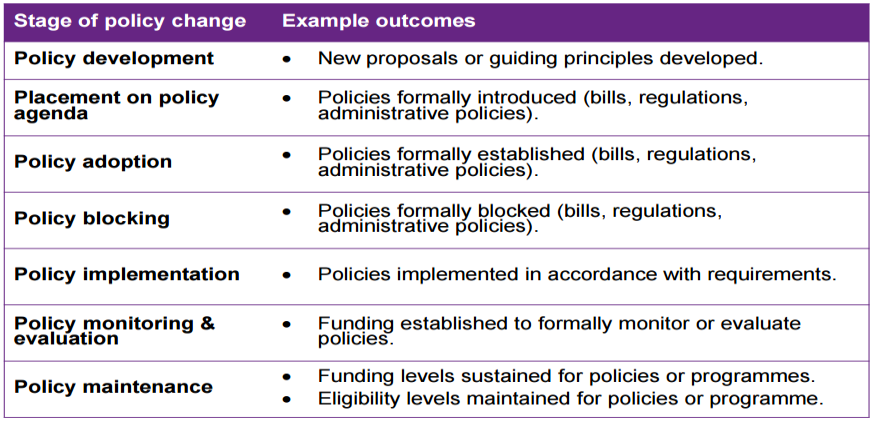 Stage of policy change Example outcomes
Policy development • New proposals or guiding principles developed.
Placement on policy agenda • Policies formally introduced (bills, regulations, administrative policies).
Policy adoption • Policies formally established (bills, regulations, administrative policies).
Policy blocking • Policies formally blocked (bills, regulations, administrative policies).
Policy implementation • Policies implemented in accordance with requirements.
Policy monitoring & evaluation • Funding established to formally monitor or evaluate policies.
Policy maintenance • Funding levels sustained for policies or programmes.
• Eligibility levels maintained for policies or programme.